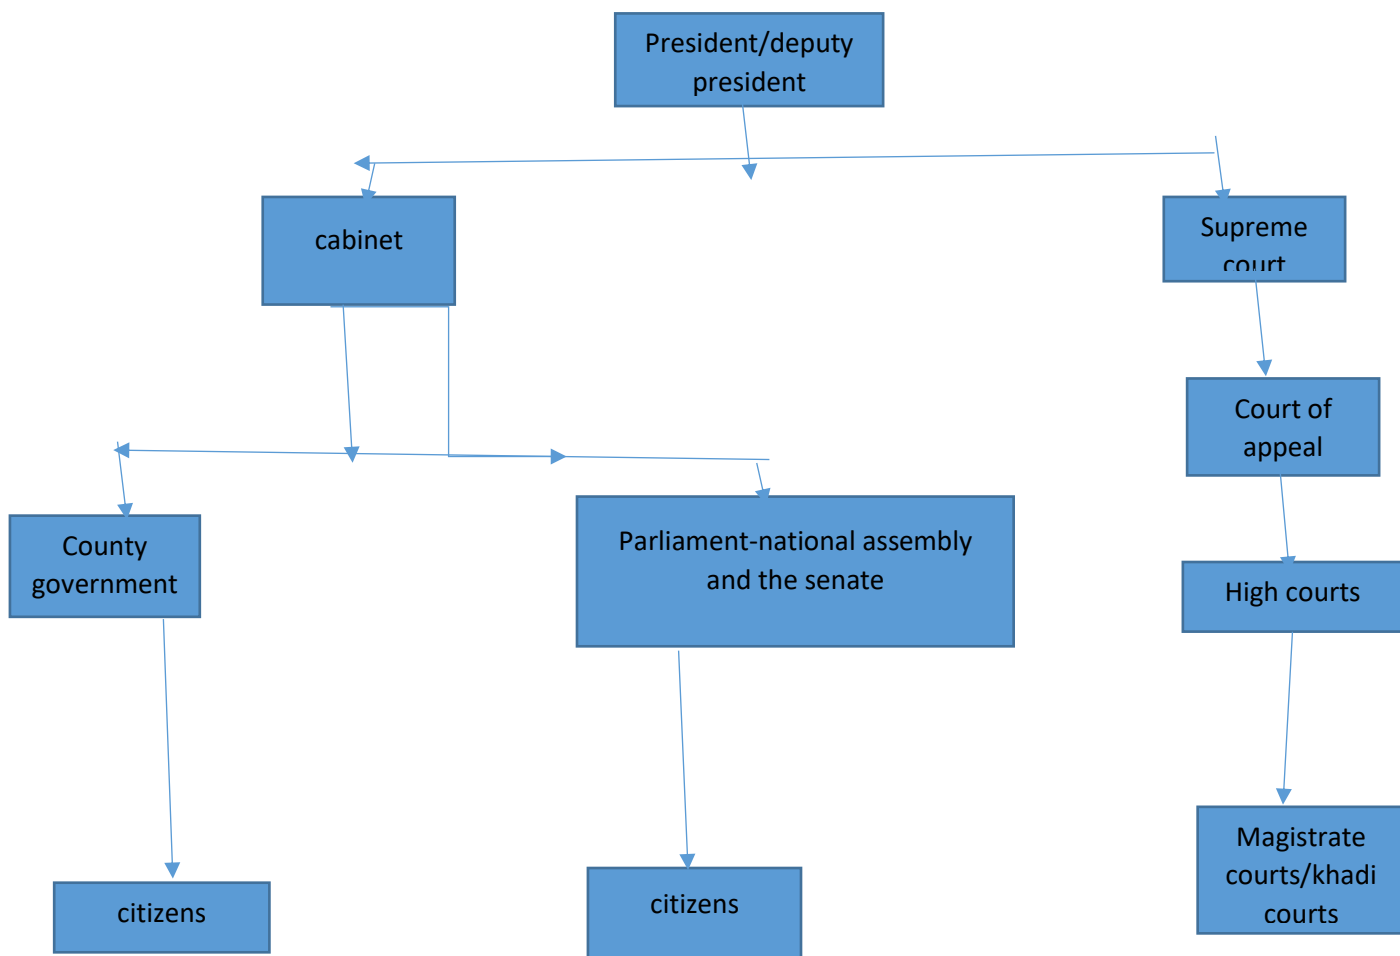 President/deputy
president
cabinet
Supreme
court
Court of
appeal
County
government
Parliament-national assembly
and the senate
High courts
Magistrate
courts/khadi
courts
citizens
citizens